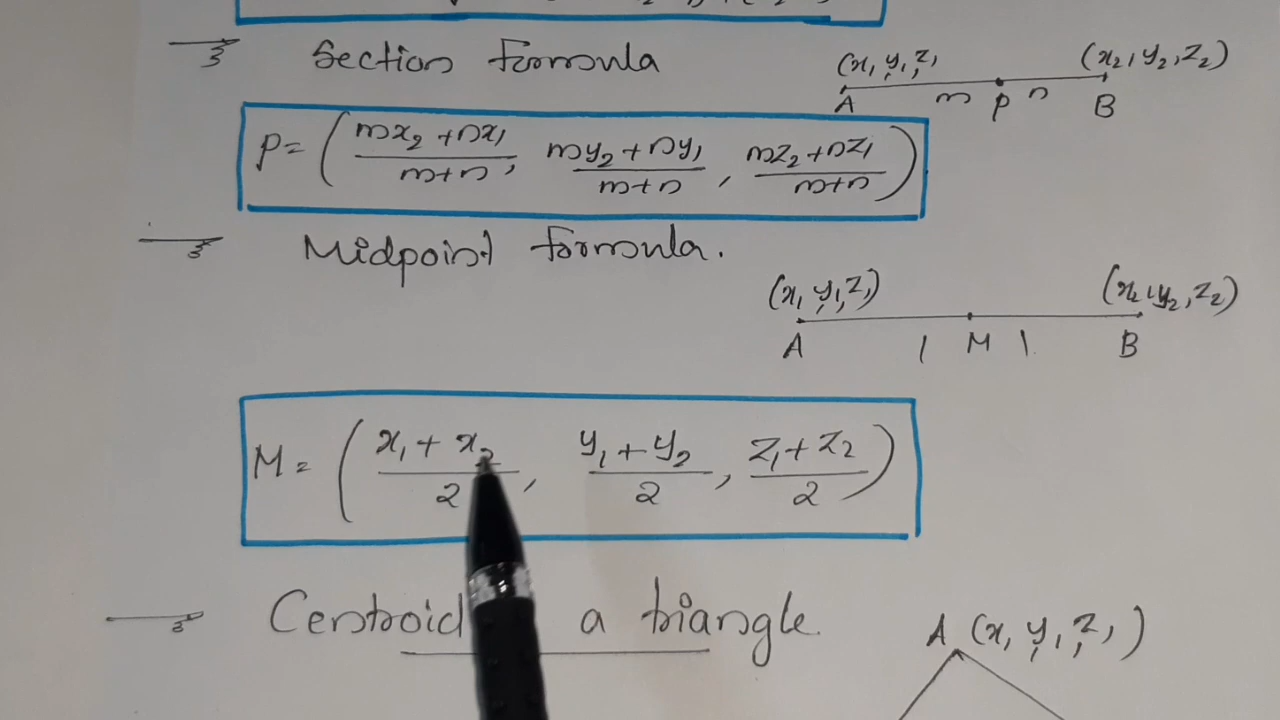 Section formula
(x₁, y₁, z₁ (x₂, y₂, z₂)
A m P n B
P = ( mx₂ + nx₁ / m+n , my₂ + ny₁ / m+n , mz₂ + nz₁ / m+n )
Midpoint formula.
(x₁, y₁, z₁) (x₂, y₂, z₂)
A 1 M 1 B
M = ( x₁ + x₂ / 2 , y₁ + y₂ / 2 , z₁ + z₂ / 2 )
Centroid a triangle.
A (x₁, y₁, z₁)